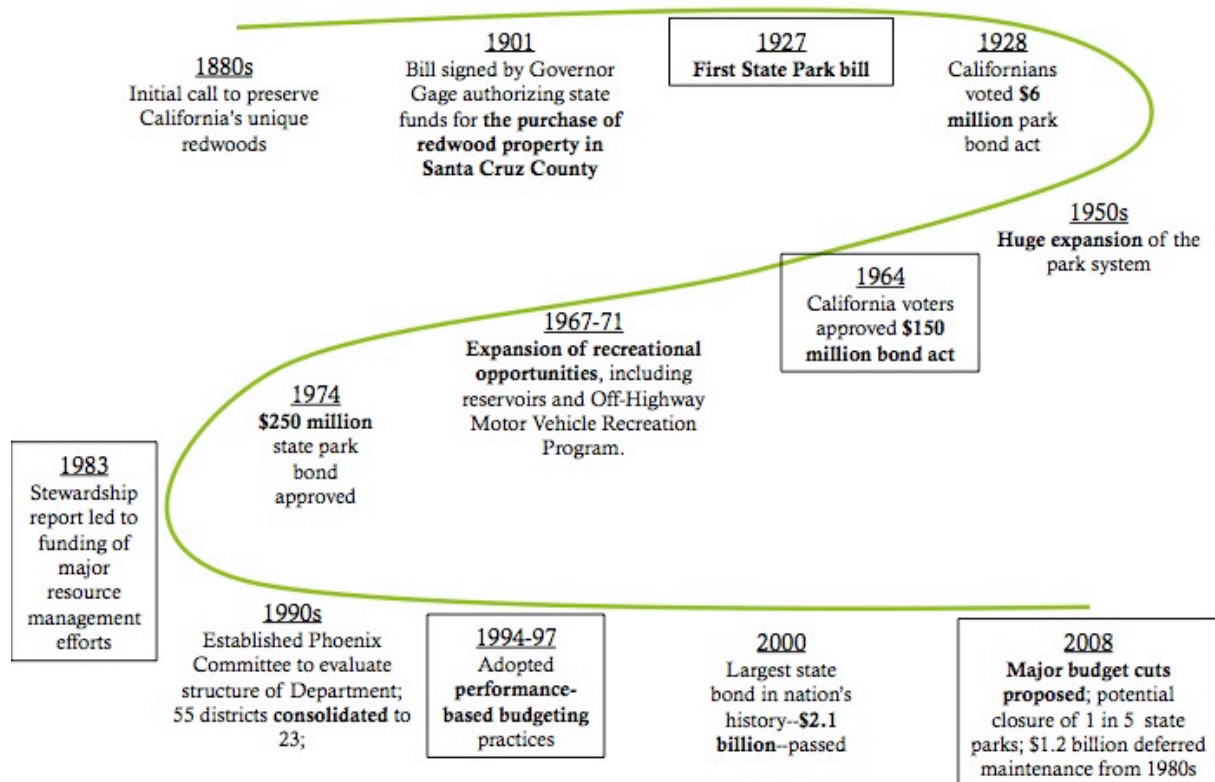 1880s
Initial call to preserve
California's unique
redwoods
1901
Bill signed by Governor
Gage authorizing state
funds for the purchase of
redwood property in
Santa Cruz County
1927
First State Park bill
1928
Californians
voted $6
million park
bond act
1950s
Huge expansion of the
park system
1964
California voters
approved $150
million bond act
1967-71
Expansion of recreational
opportunities, including
reservoirs and Off-Highway
Motor Vehicle Recreation
Program.
1974
$250 million
state park
bond
approved
1983
Stewardship
report led to
funding of
major
resource
management
efforts
1990s
Established Phoenix
Committee to evaluate
structure of Department;
55 districts consolidated to
23;
1994-97
Adopted
performance-
based budgeting
practices
2000
Largest state
bond in nation's
history--$2.1
billion--passed
2008
Major budget cuts
proposed; potential
closure of 1 in 5 state
parks; $1.2 billion deferred
maintenance from 1980s